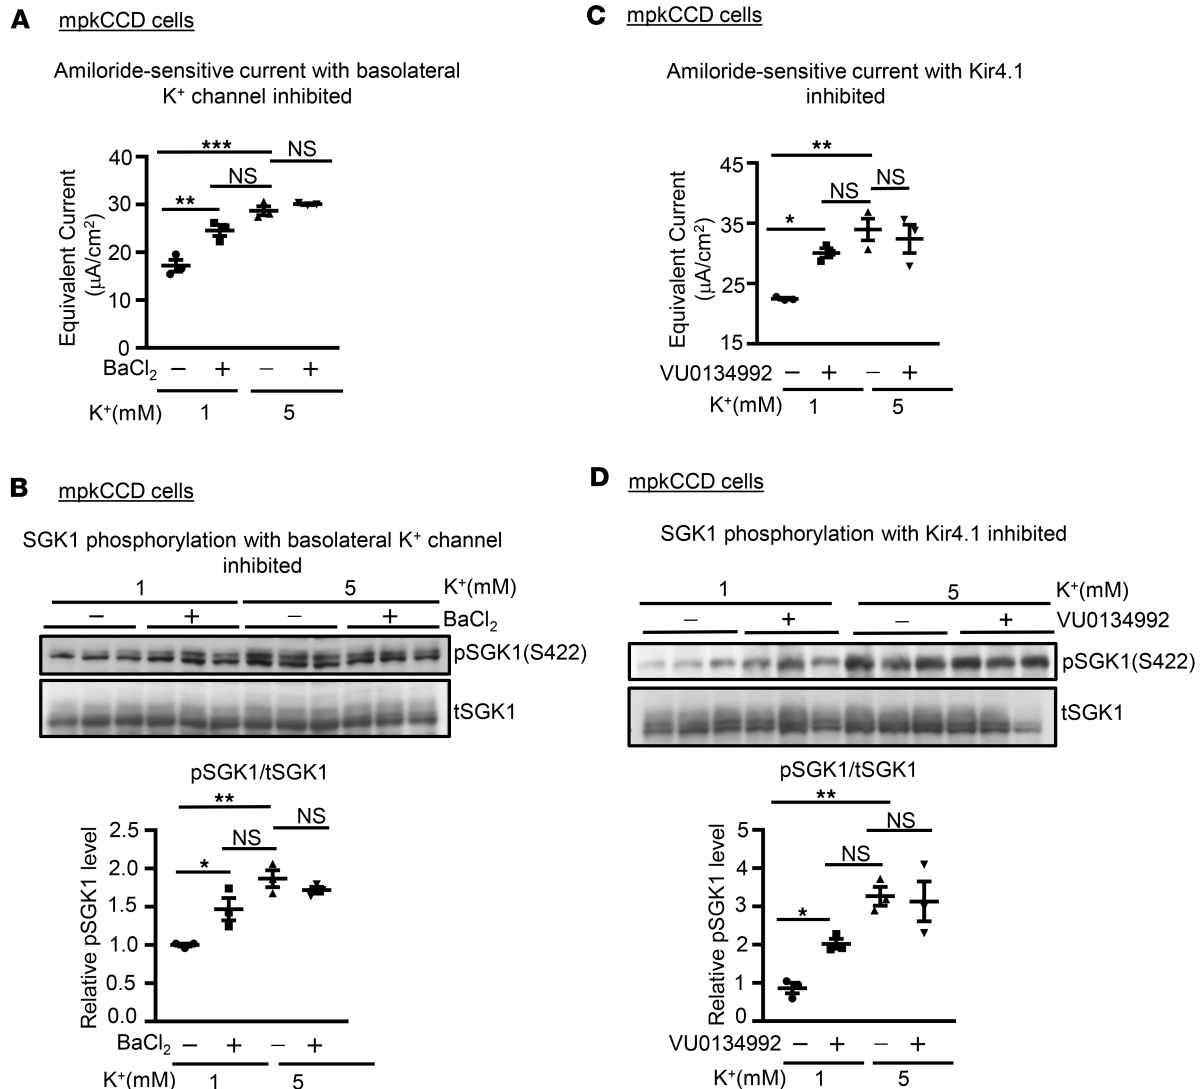 A mpkCCD cells
Amiloride-sensitive current with basolateral
K⁺ channel inhibited
Equivalent Current
(μA/cm²)
40
30
20
10
0
***
NS
NS
**
BaCl₂ − + − +
K⁺(mM) 1 5
C mpkCCD cells
Amiloride-sensitive current with Kir4.1
inhibited
Equivalent Current
(μA/cm²)
45
35
25
15
**
NS
NS
*
VU0134992 − + − +
K⁺(mM) 1 5
B mpkCCD cells
SGK1 phosphorylation with basolateral K⁺ channel
inhibited
1 5 K⁺(mM)
− + − + BaCl₂
pSGK1(S422)
tSGK1
pSGK1/tSGK1
Relative pSGK1 level
2.5
2.0
1.5
1.0
0.5
0.0
**
NS
NS
*
BaCl₂ − + − +
K⁺(mM) 1 5
D mpkCCD cells
SGK1 phosphorylation with Kir4.1 inhibited
1 5 K⁺(mM)
− + − + VU0134992
pSGK1(S422)
tSGK1
pSGK1/tSGK1
Relative pSGK1 level
5
4
3
2
1
0
**
NS
NS
*
VU0134992 − + − +
K⁺(mM) 1 5